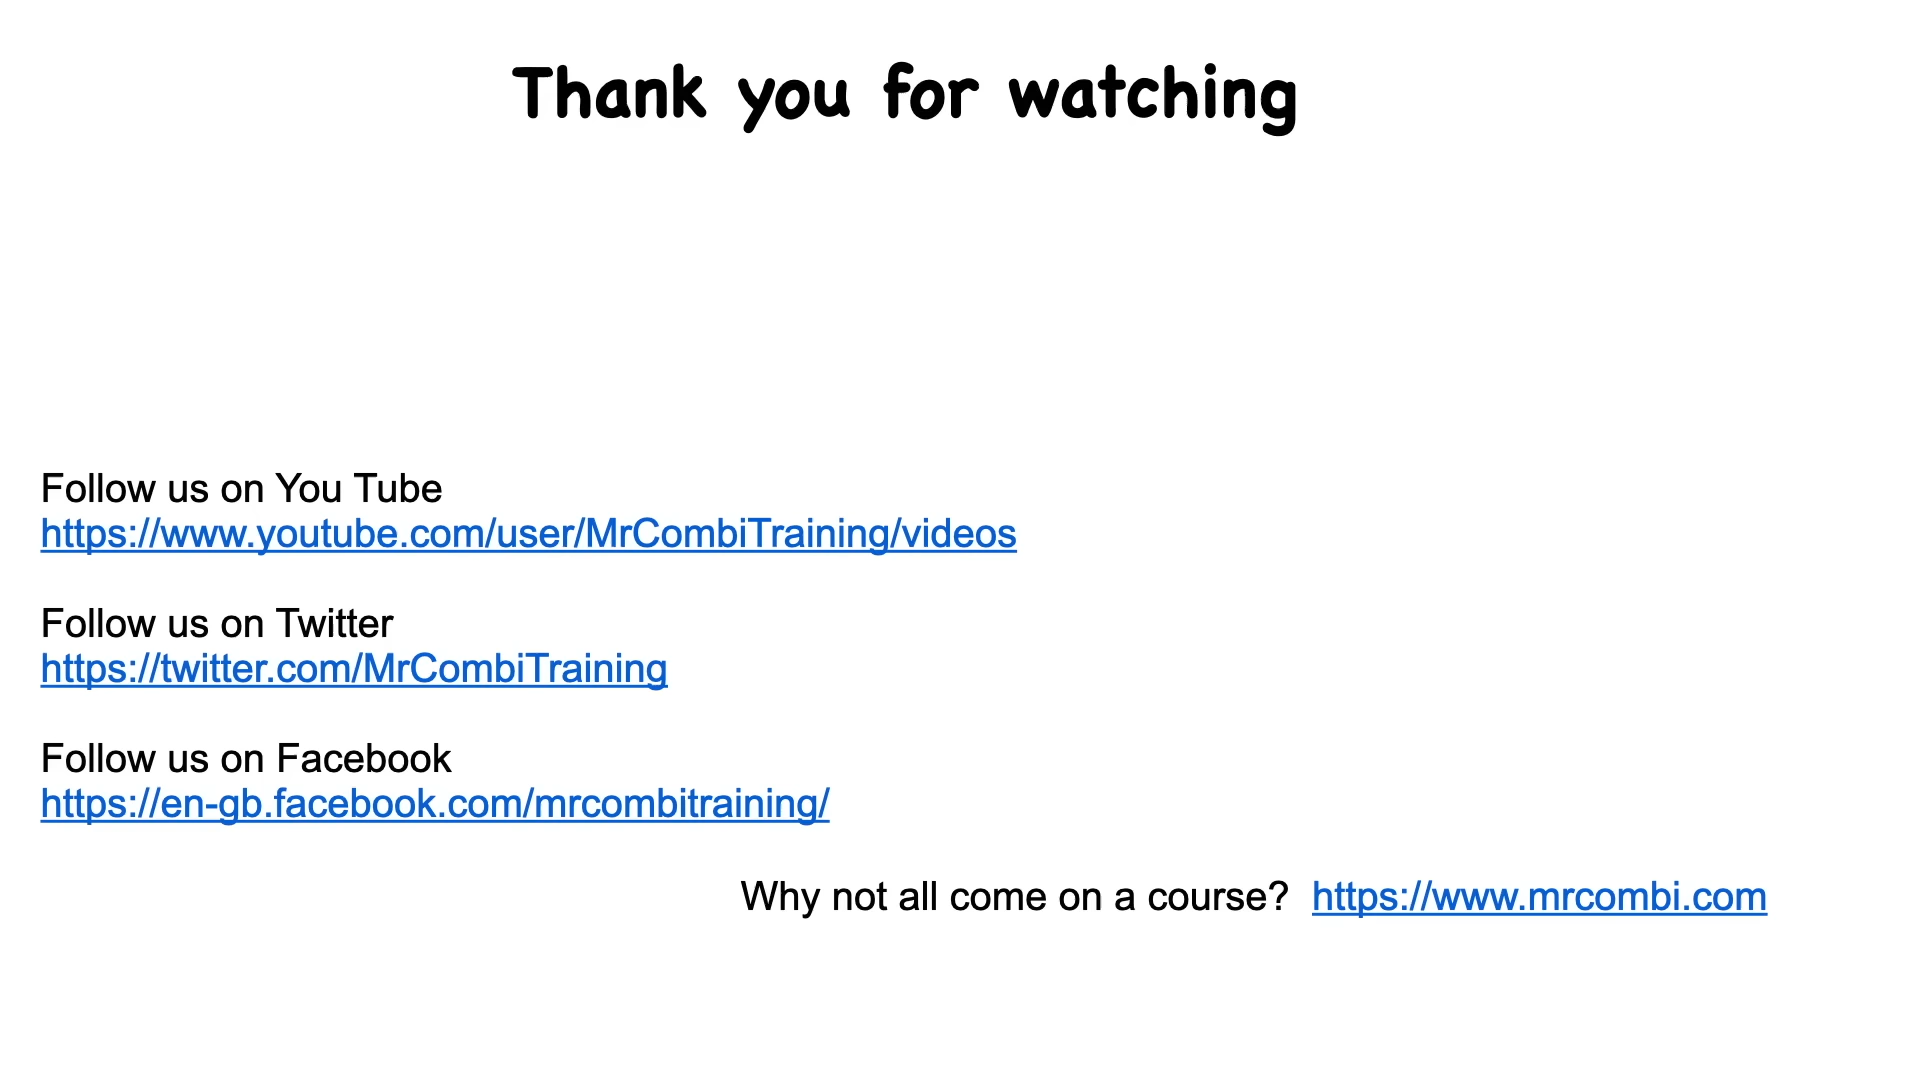 Thank you for watching
Follow us on You Tube
https://www.youtube.com/user/MrCombiTraining/videos
Follow us on Twitter
https://twitter.com/MrCombiTraining
Follow us on Facebook
https://en-gb.facebook.com/mrcombitraining/
Why not all come on a course? https://www.mrcombi.com